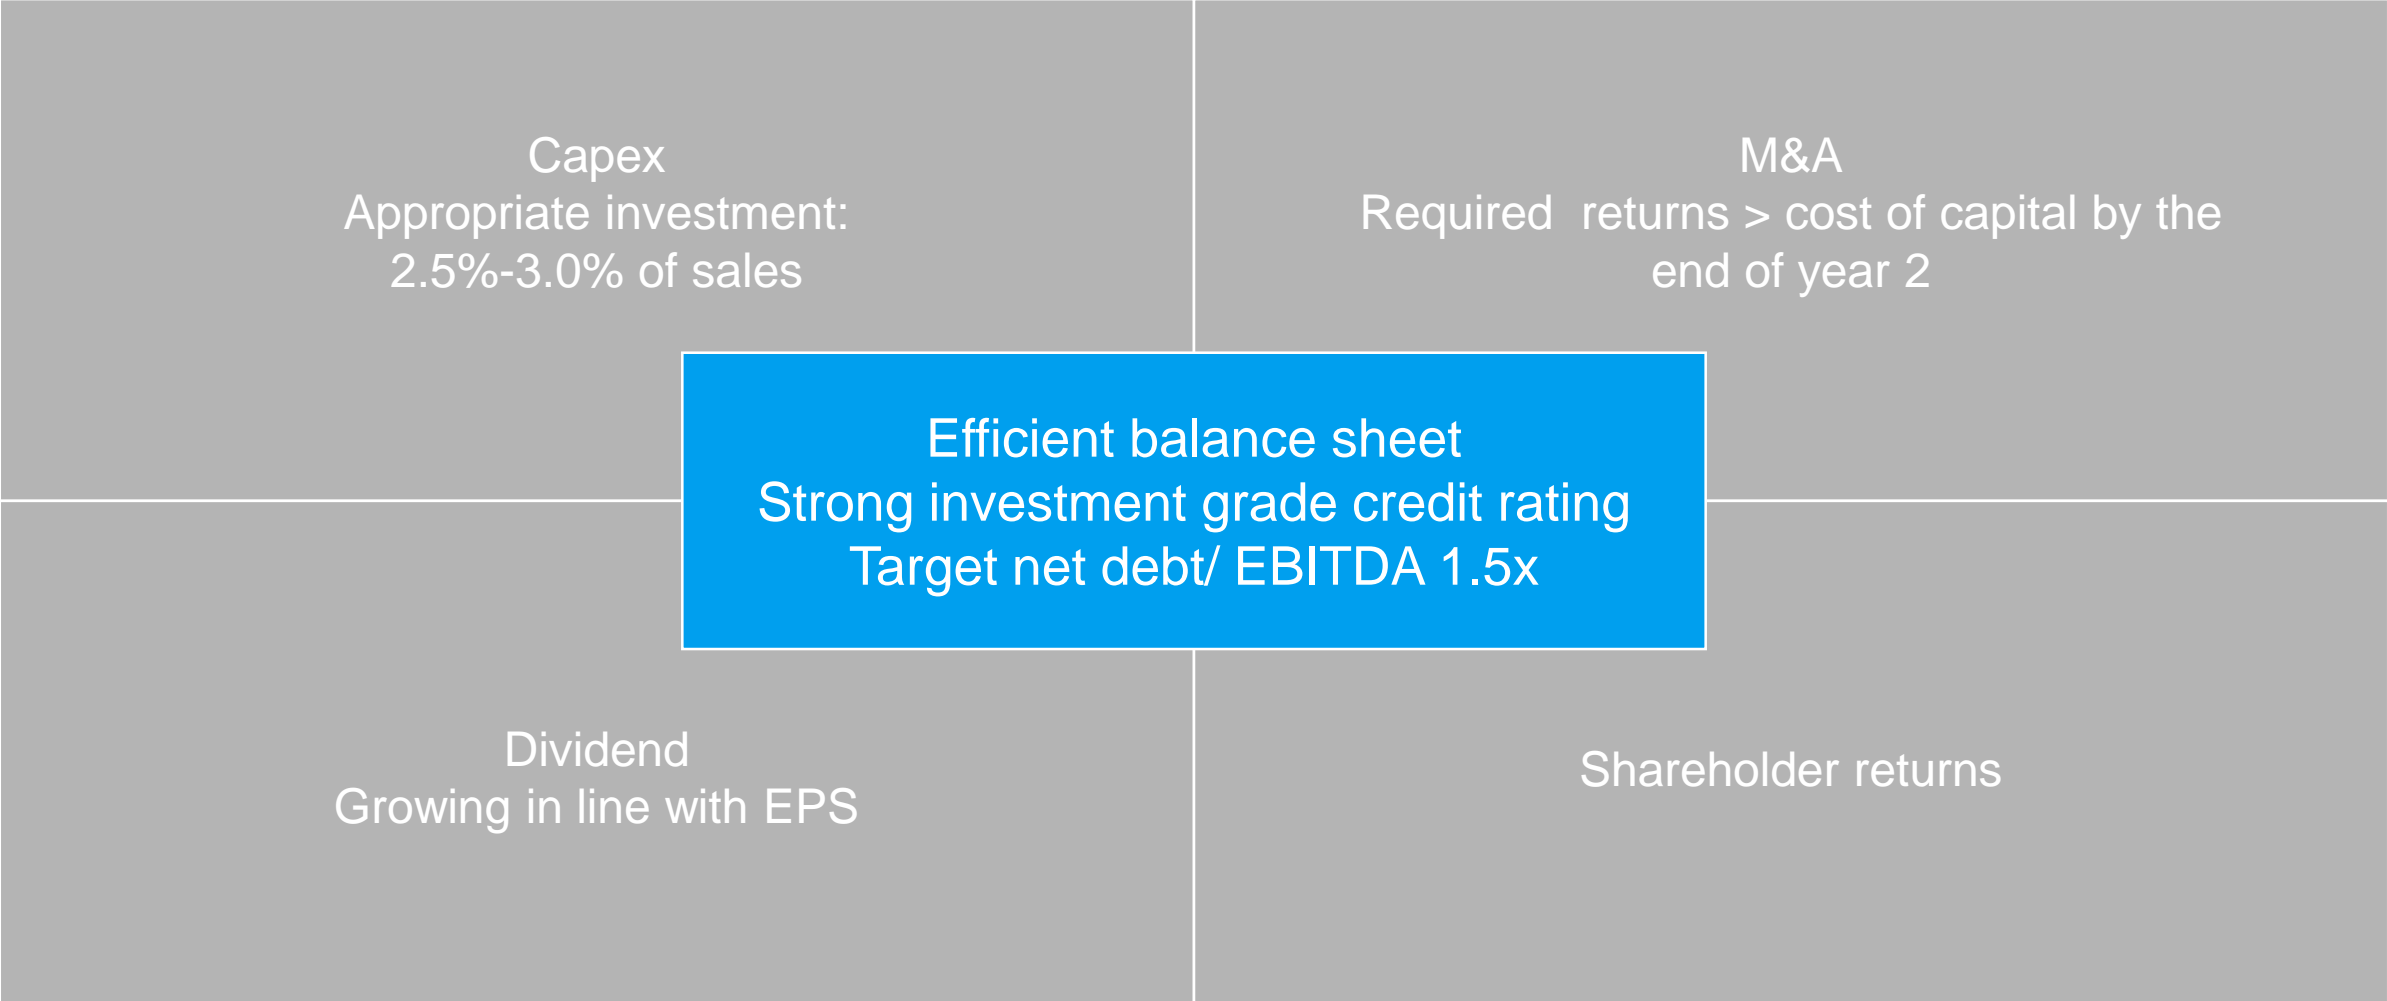 Capex
Appropriate investment:
2.5%-3.0% of sales
M&A
Required  returns > cost of capital by the
end of year 2
Efficient balance sheet
Strong investment grade credit rating
Target net debt/ EBITDA 1.5x
Dividend
Growing in line with EPS
Shareholder returns